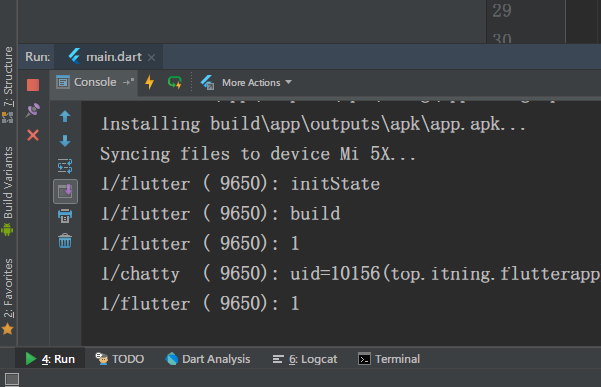 29
30
Run: main.dart
Console
More Actions
Installing build\app\outputs\apk\app.apk...
Syncing files to device Mi 5X...
I/flutter ( 9650): initState
I/flutter ( 9650): build
I/flutter ( 9650): 1
I/chatty  ( 9650): uid=10156(top.itning.flutterapp
I/flutter ( 9650): 1
7: Structure
Build Variants
2: Favorites
4: Run
TODO
Dart Analysis
6: Logcat
Terminal